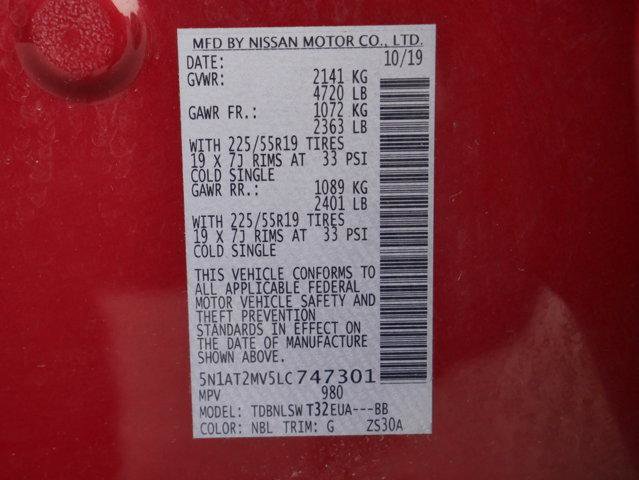 MFD BY NISSAN MOTOR CO., LTD.
DATE: 10/19
GVWR: 2141 KG
4720 LB
GAWR FR.: 1072 KG
2363 LB
WITH 225/55R19 TIRES
19 X 7J RIMS AT 33 PSI
COLD SINGLE
GAWR RR.: 1089 KG
2401 LB
WITH 225/55R19 TIRES
19 X 7J RIMS AT 33 PSI
COLD SINGLE
THIS VEHICLE CONFORMS TO
ALL APPLICABLE FEDERAL
MOTOR VEHICLE SAFETY AND
THEFT PREVENTION
STANDARDS IN EFFECT ON
THE DATE OF MANUFACTURE
SHOWN ABOVE.
5N1AT2MV5LC747301
MPV 980
MODEL: TDBNLSW T32EUA---BB
COLOR: NBL TRIM: G ZS30A